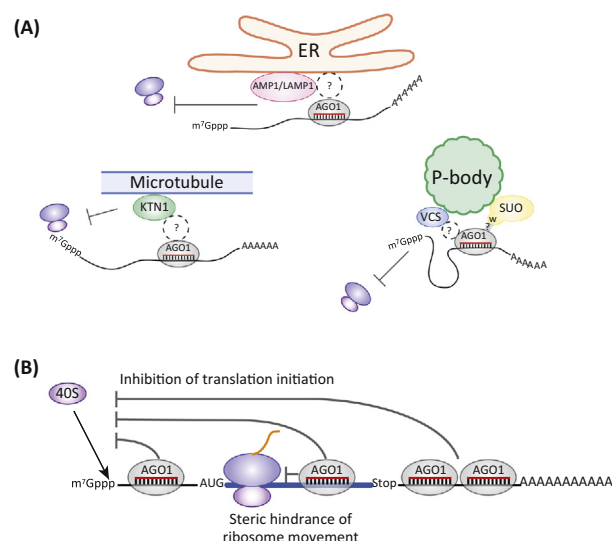 (A)
ER
AMP1/LAMP1
?
AGO1
m⁷Gppp
AAAAAA
Microtubule
KTN1
?
AGO1
m⁷Gppp
AAAAAA
P-body
VCS
SUO
?
w
?
AGO1
m⁷Gppp
AAAAAA
(B)
Inhibition of translation initiation
40S
m⁷Gppp
AGO1
AUG
AGO1
Stop
AGO1
AGO1
AAAAAAAAAAA
Steric hindrance of
ribosome movement